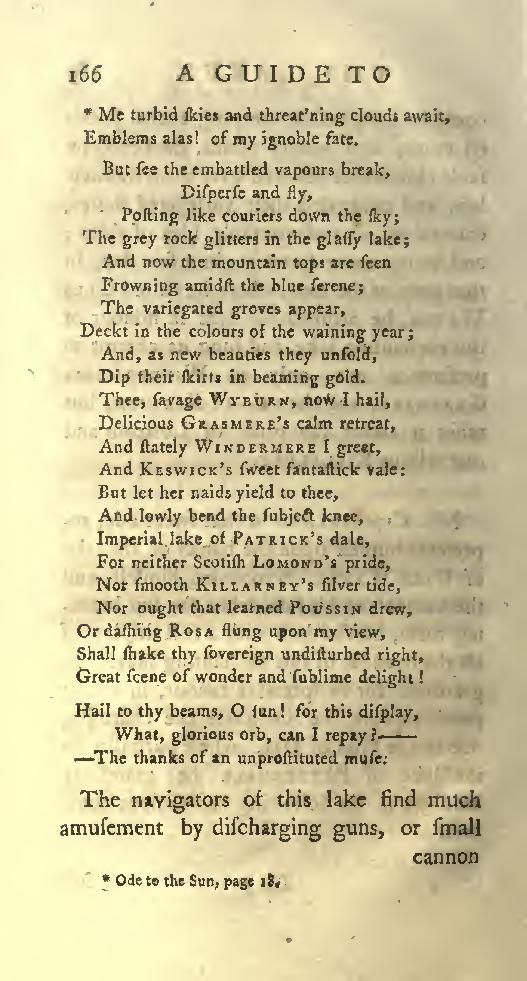 166 A GUIDE TO
* Me turbid ſkies and threat'ning clouds await,
Emblems alas! of my ignoble fate.
But ſee the embattled vapours break,
Diſperſe and fly,
Poſting like couriers down the ſky;
The grey rock glitters in the glaſſy lake;
And now the mountain tops are ſeen
Frowning amidſt the blue ſerene;
The variegated groves appear,
Deckt in the colours of the waining year;
And, as new beauties they unfold,
Dip their ſkirts in beaming gold.
Thee, ſavage WYBURN, now I hail,
Delicious GRASMERE's calm retreat,
And ſtately WINDERMERE I greet,
And KESWICK's ſweet fantaſtick vale:
But let her naids yield to thee,
And lowly bend the ſubject knee,
Imperial lake of PATRICK's dale,
For neither Scotiſh LOMOND's pride,
Nor ſmooth KILLARNEY's ſilver tide,
Nor ought that learned POUSSIN drew,
Or daſhing ROSA flung upon my view,
Shall ſhake thy ſovereign undiſturbed right,
Great ſcene of wonder and ſublime delight!
Hail to thy beams, O ſun! for this diſplay,
What, glorious orb, can I repay?——
—The thanks of an unproſtituted muſe.
The navigators of this lake find much
amuſement by diſcharging guns, or ſmall
cannon
* Ode to the Sun, page 18.